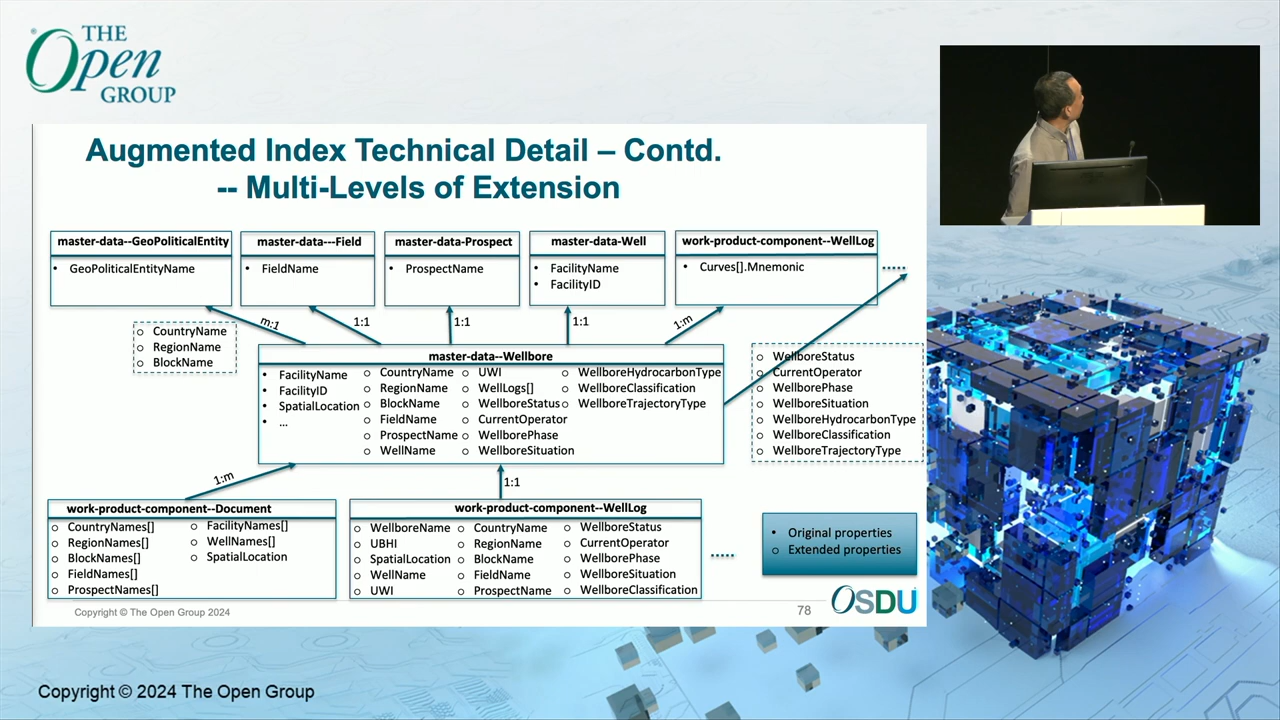 THE
Open
GROUP
Augmented Index Technical Detail – Contd.
-- Multi-Levels of Extension
master-data--GeoPoliticalEntity
• GeoPoliticalEntityName
master-data---Field
• FieldName
master-data-Prospect
• ProspectName
master-data-Well
• FacilityName
• FacilityID
work-product-component--WellLog
• Curves[].Mnemonic
.....
m:1
1:1
1:1
1:1
1:m
o CountryName
o RegionName
o BlockName
master-data--Wellbore
• FacilityName
• FacilityID
• SpatialLocation
• ...
o CountryName
o RegionName
o BlockName
o FieldName
o ProspectName
o WellName
o UWI
o WellLogs[]
o WellboreStatus
o CurrentOperator
o WellborePhase
o WellboreSituation
o WellboreHydrocarbonType
o WellboreClassification
o WellboreTrajectoryType
o WellboreStatus
o CurrentOperator
o WellborePhase
o WellboreSituation
o WellboreHydrocarbonType
o WellboreClassification
o WellboreTrajectoryType
1:m
1:1
work-product-component--Document
o CountryNames[]
o RegionNames[]
o BlockNames[]
o FieldNames[]
o ProspectNames[]
o FacilityNames[]
o WellNames[]
o SpatialLocation
work-product-component--WellLog
o WellboreName
o UBHI
o SpatialLocation
o WellName
o UWI
o CountryName
o RegionName
o BlockName
o FieldName
o ProspectName
o WellboreStatus
o CurrentOperator
o WellborePhase
o WellboreSituation
o WellboreClassification
.....
• Original properties
o Extended properties
Copyright © The Open Group 2024
78
OSDU
Copyright © 2024 The Open Group